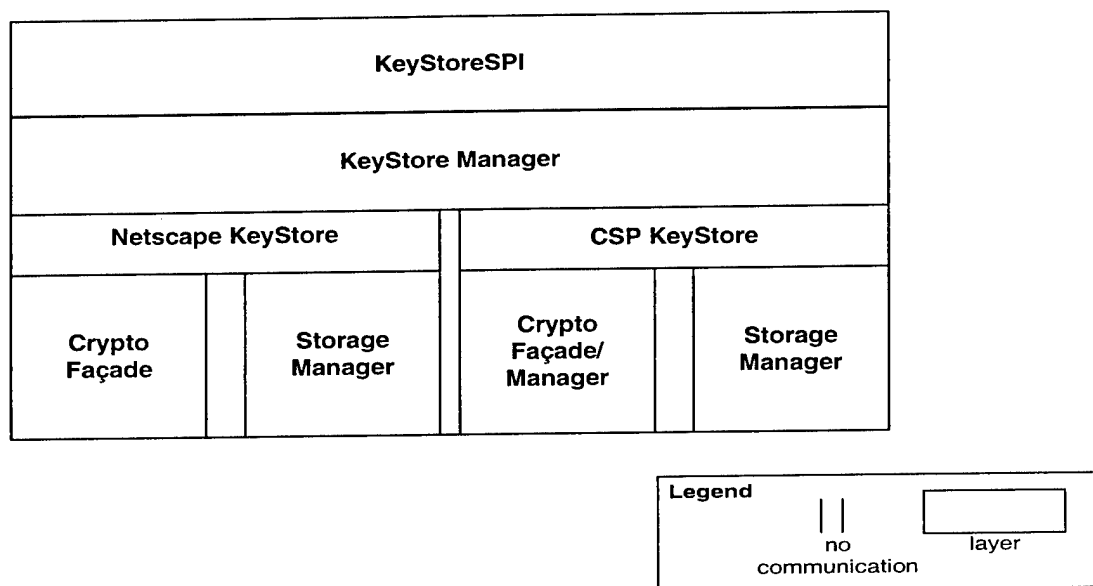 KeyStoreSPI
KeyStore Manager
Netscape KeyStore
CSP KeyStore
Crypto
Façade
Storage
Manager
Crypto
Façade/
Manager
Storage
Manager
Legend
no
communication
layer